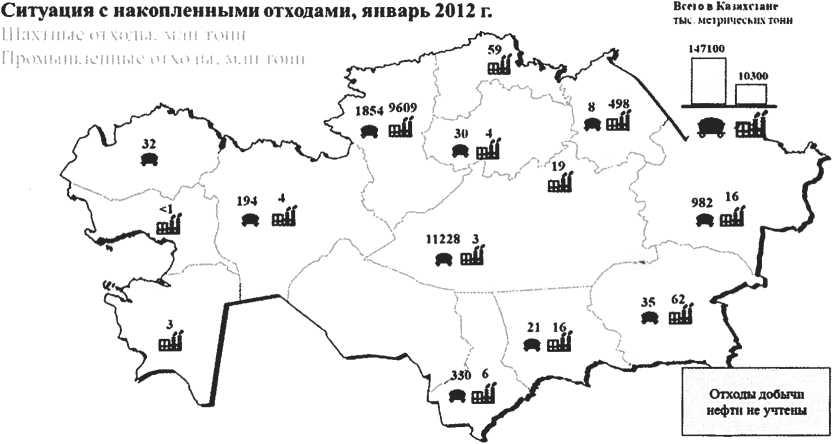 Ситуация с накопленными отходами, январь 2012 г.
Шахтные отходы, млн тонн
Промышленные отходы, млн тонн
Всего в Казахстане
тыс. метрических тонн
147100
10300
59
1854 9609
8 498
30 4
32
19
194 4
<1
982 16
11228 3
35 62
3
21 16
330 6
Отходы добычи
нефти не учтены